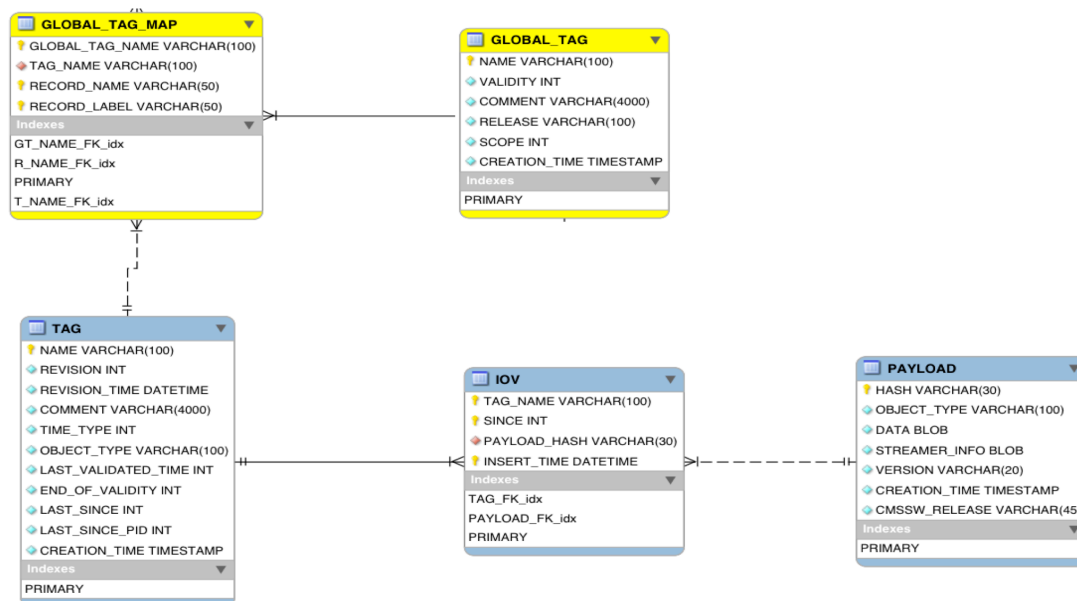 GLOBAL_TAG_MAP
GLOBAL_TAG_NAME VARCHAR(100)
TAG_NAME VARCHAR(100)
RECORD_NAME VARCHAR(50)
RECORD_LABEL VARCHAR(50)
Indexes
GT_NAME_FK_idx
R_NAME_FK_idx
PRIMARY
T_NAME_FK_idx
GLOBAL_TAG
NAME VARCHAR(100)
VALIDITY INT
COMMENT VARCHAR(4000)
RELEASE VARCHAR(100)
SCOPE INT
CREATION_TIME TIMESTAMP
Indexes
PRIMARY
TAG
NAME VARCHAR(100)
REVISION INT
REVISION_TIME DATETIME
COMMENT VARCHAR(4000)
TIME_TYPE INT
OBJECT_TYPE VARCHAR(100)
LAST_VALIDATED_TIME INT
END_OF_VALIDITY INT
LAST_SINCE INT
LAST_SINCE_PID INT
CREATION_TIME TIMESTAMP
Indexes
PRIMARY
IOV
TAG_NAME VARCHAR(100)
SINCE INT
PAYLOAD_HASH VARCHAR(30)
INSERT_TIME DATETIME
Indexes
TAG_FK_idx
PAYLOAD_FK_idx
PRIMARY
PAYLOAD
HASH VARCHAR(30)
OBJECT_TYPE VARCHAR(100)
DATA BLOB
STREAMER_INFO BLOB
VERSION VARCHAR(20)
CREATION_TIME TIMESTAMP
CMSSW_RELEASE VARCHAR(45
Indexes
PRIMARY